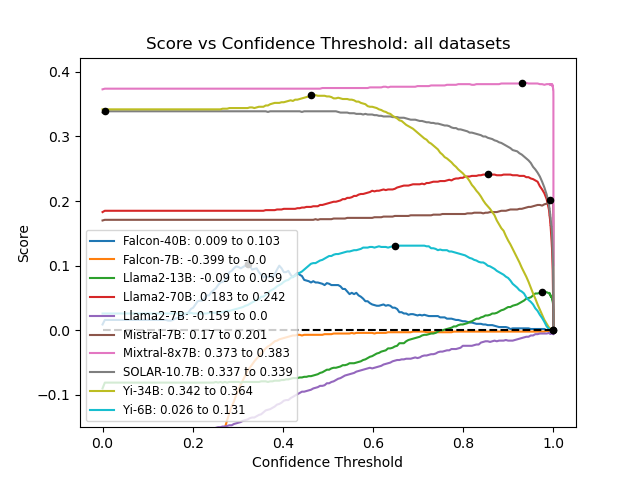 Score vs Confidence Threshold: all datasets
0.4
0.3
0.2
0.1
0.0
−0.1
Score
Falcon-40B: 0.009 to 0.103
Falcon-7B: -0.399 to -0.0
Llama2-13B: -0.09 to 0.059
Llama2-70B: 0.183 to 0.242
Llama2-7B: -0.159 to 0.0
Mistral-7B: 0.17 to 0.201
Mixtral-8x7B: 0.373 to 0.383
SOLAR-10.7B: 0.337 to 0.339
Yi-34B: 0.342 to 0.364
Yi-6B: 0.026 to 0.131
0.0 0.2 0.4 0.6 0.8 1.0
Confidence Threshold